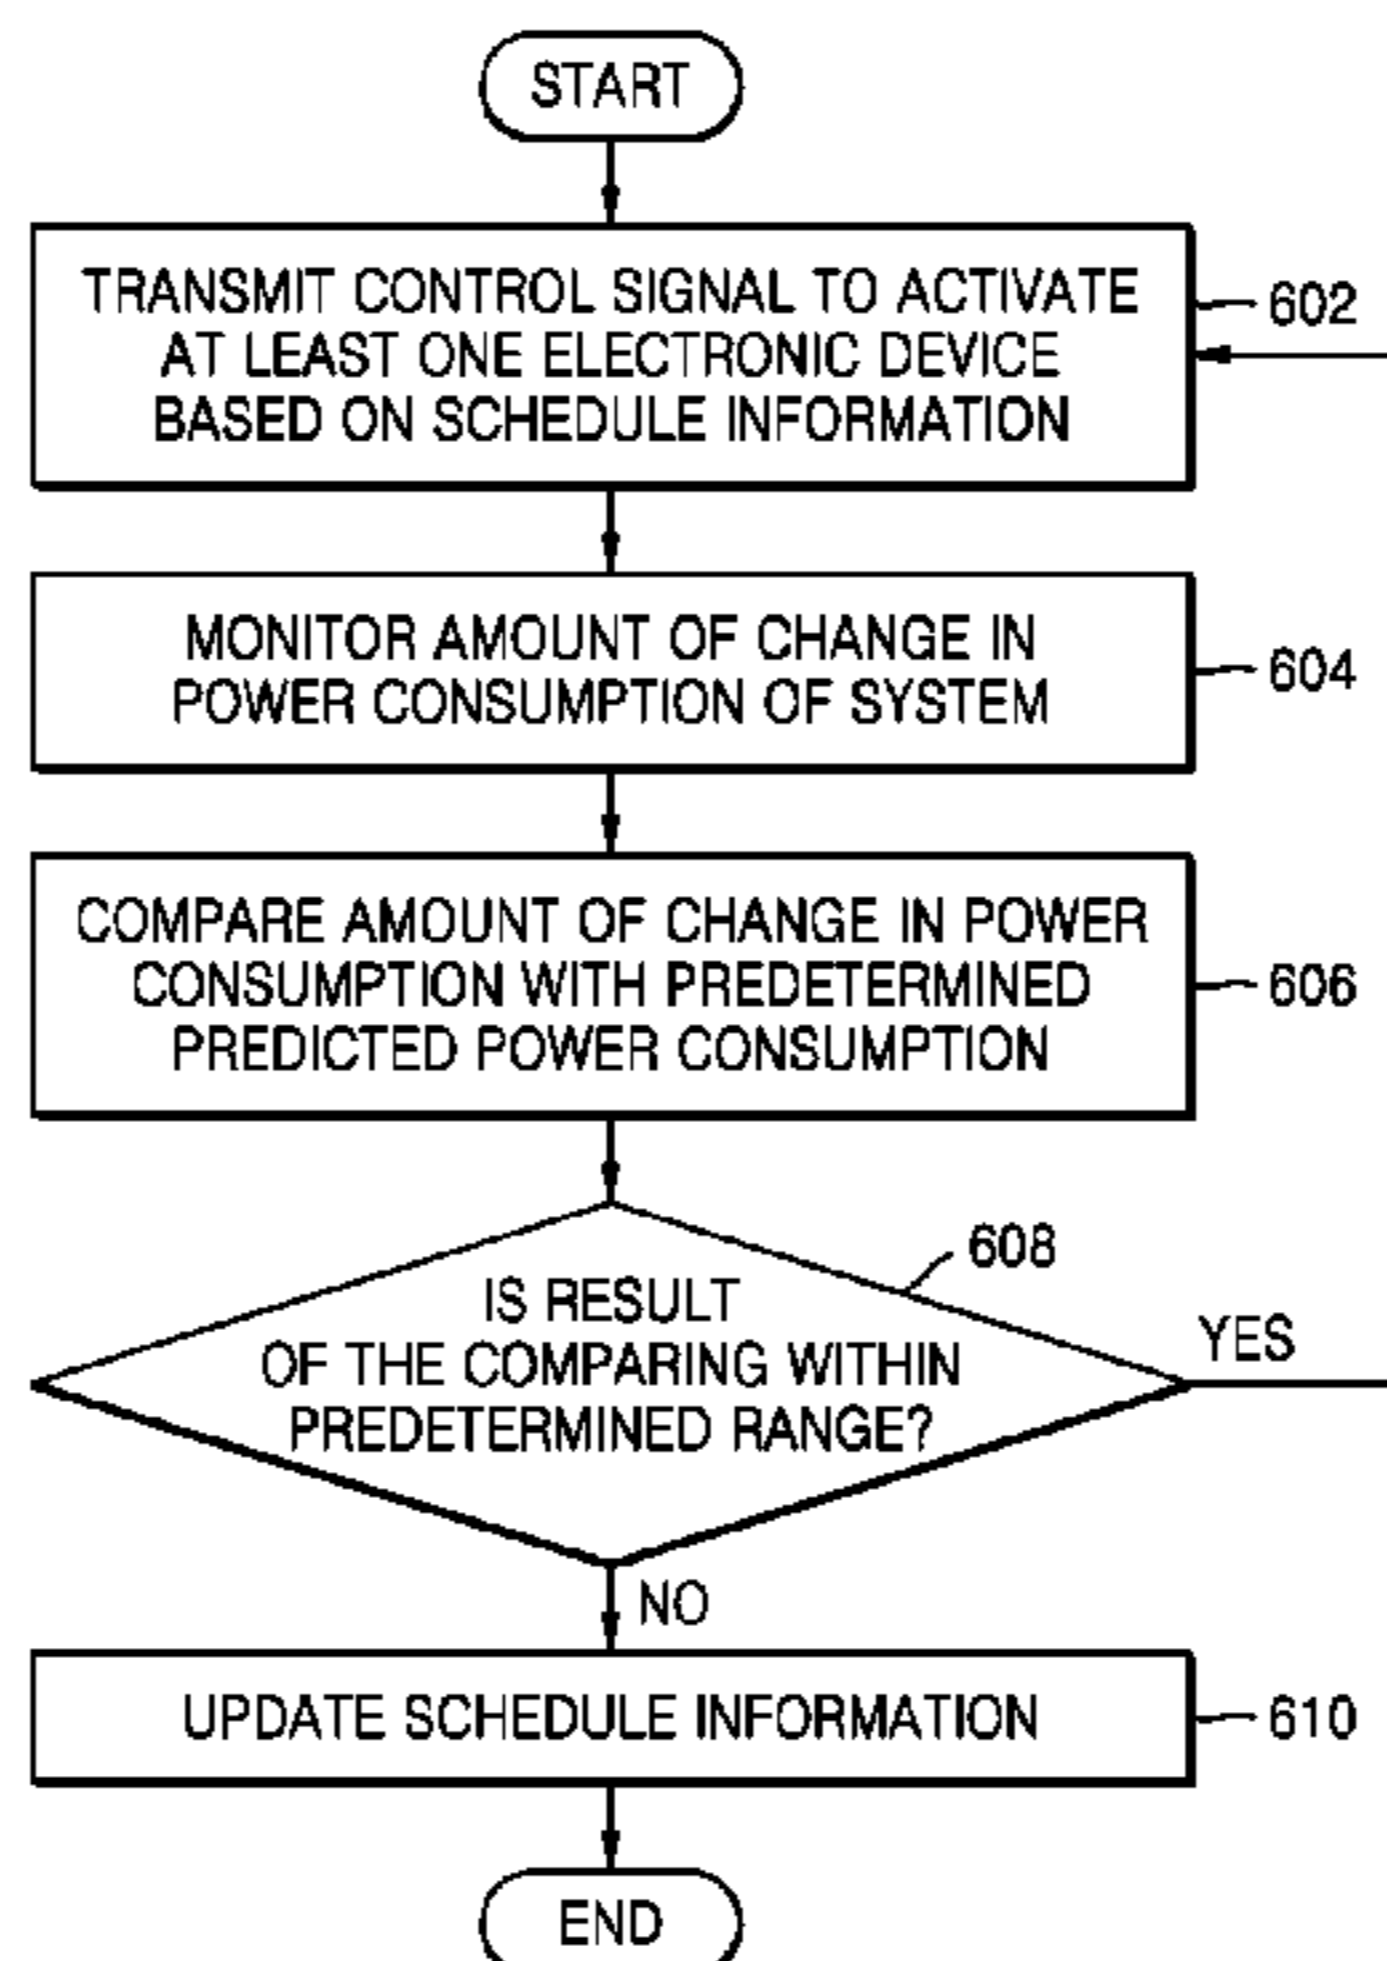 START
TRANSMIT CONTROL SIGNAL TO ACTIVATE
AT LEAST ONE ELECTRONIC DEVICE
BASED ON SCHEDULE INFORMATION
602
MONITOR AMOUNT OF CHANGE IN
POWER CONSUMPTION OF SYSTEM
604
COMPARE AMOUNT OF CHANGE IN POWER
CONSUMPTION WITH PREDETERMINED
PREDICTED POWER CONSUMPTION
606
608
IS RESULT
OF THE COMPARING WITHIN
PREDETERMINED RANGE?
YES
NO
UPDATE SCHEDULE INFORMATION
610
END